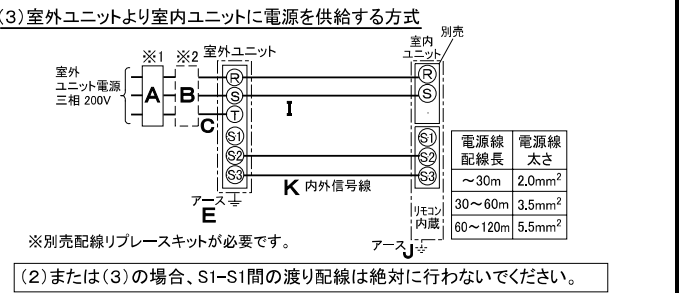 (3)室外ユニットより室内ユニットに電源を供給する方式
別売
※1 ※2 室外ユニット
室内
ユニット
室外
ユニット電源
三相 200V
A B C
R
S
T
S1
S2
S3
I
K 内外信号線
R
S
S1
S2
S3
リモコン
内蔵
アース
E
アース
J
電源線
配線長
電源線
太さ
~30m 2.0mm²
30~60m 3.5mm²
60~120m 5.5mm²
※別売配線リプレースキットが必要です。
(2)または(3)の場合、S1-S1間の渡り配線は絶対に行わないでください。